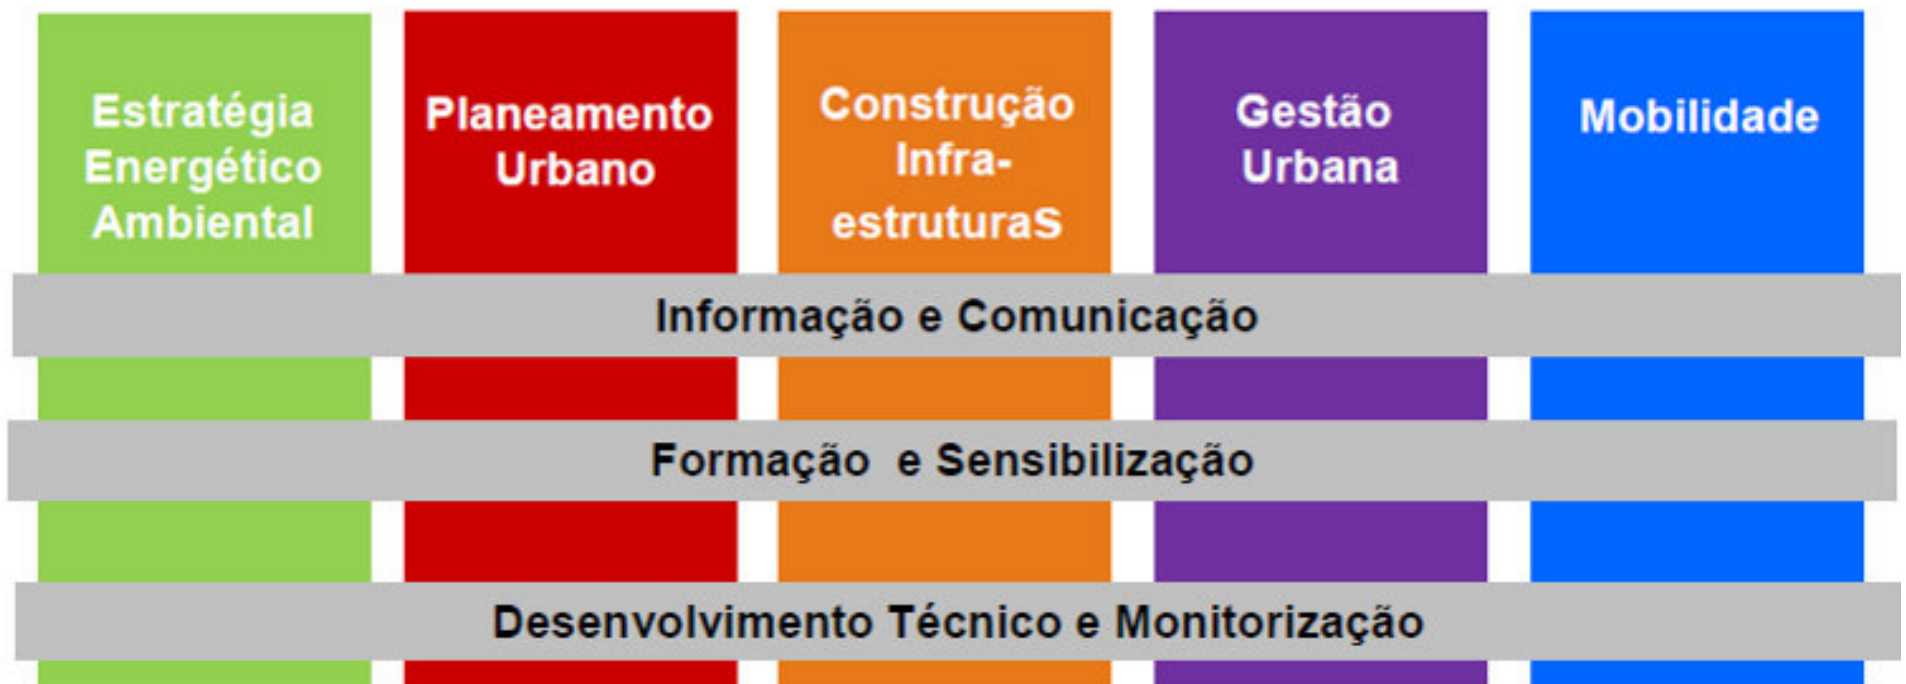 Estratégia
Energético
Ambiental
Planeamento
Urbano
Construção
Infra-
estruturas
Gestão
Urbana
Mobilidade
Informação e Comunicação
Formação e Sensibilização
Desenvolvimento Técnico e Monitorização